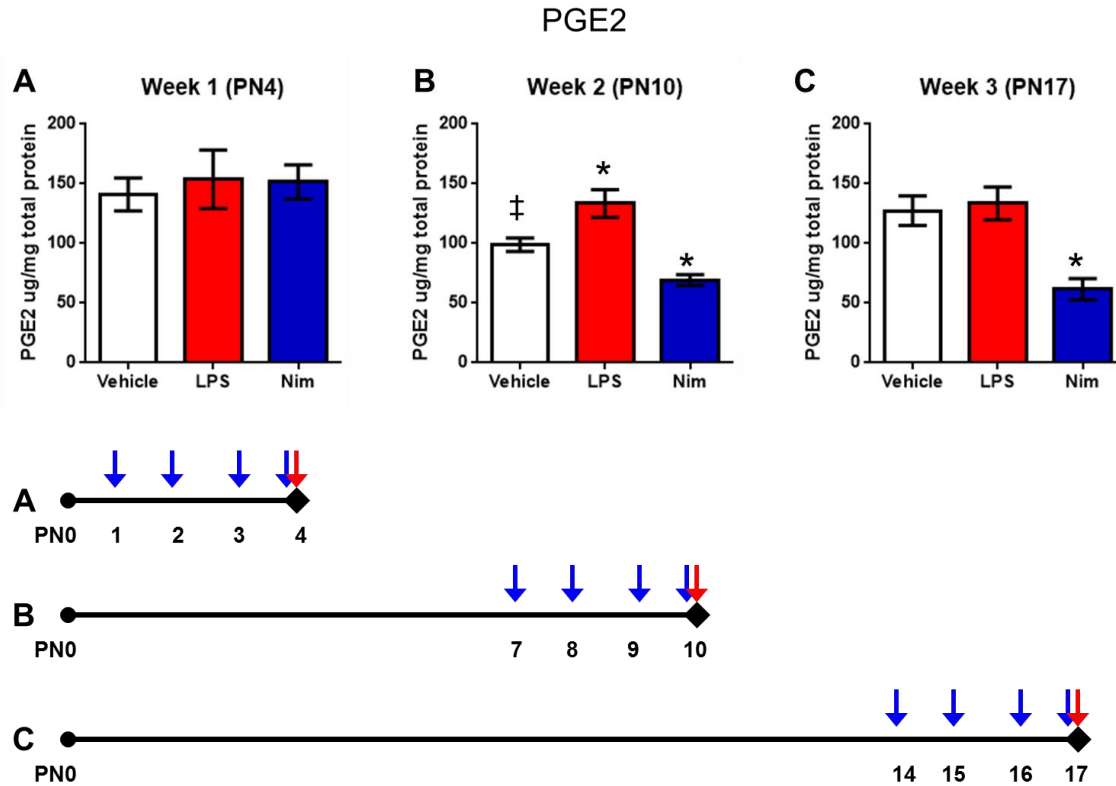 PGE2
A
Week 1 (PN4)
PGE2 ug/mg total protein
200
150
100
50
0
Vehicle LPS Nim
B
Week 2 (PN10)
PGE2 ug/mg total protein
200
150
100
50
0
‡
*
*
Vehicle LPS Nim
C
Week 3 (PN17)
PGE2 ug/mg total protein
200
150
100
50
0
*
Vehicle LPS Nim
A
PN0 1 2 3 4
B
PN0 7 8 9 10
C
PN0 14 15 16 17